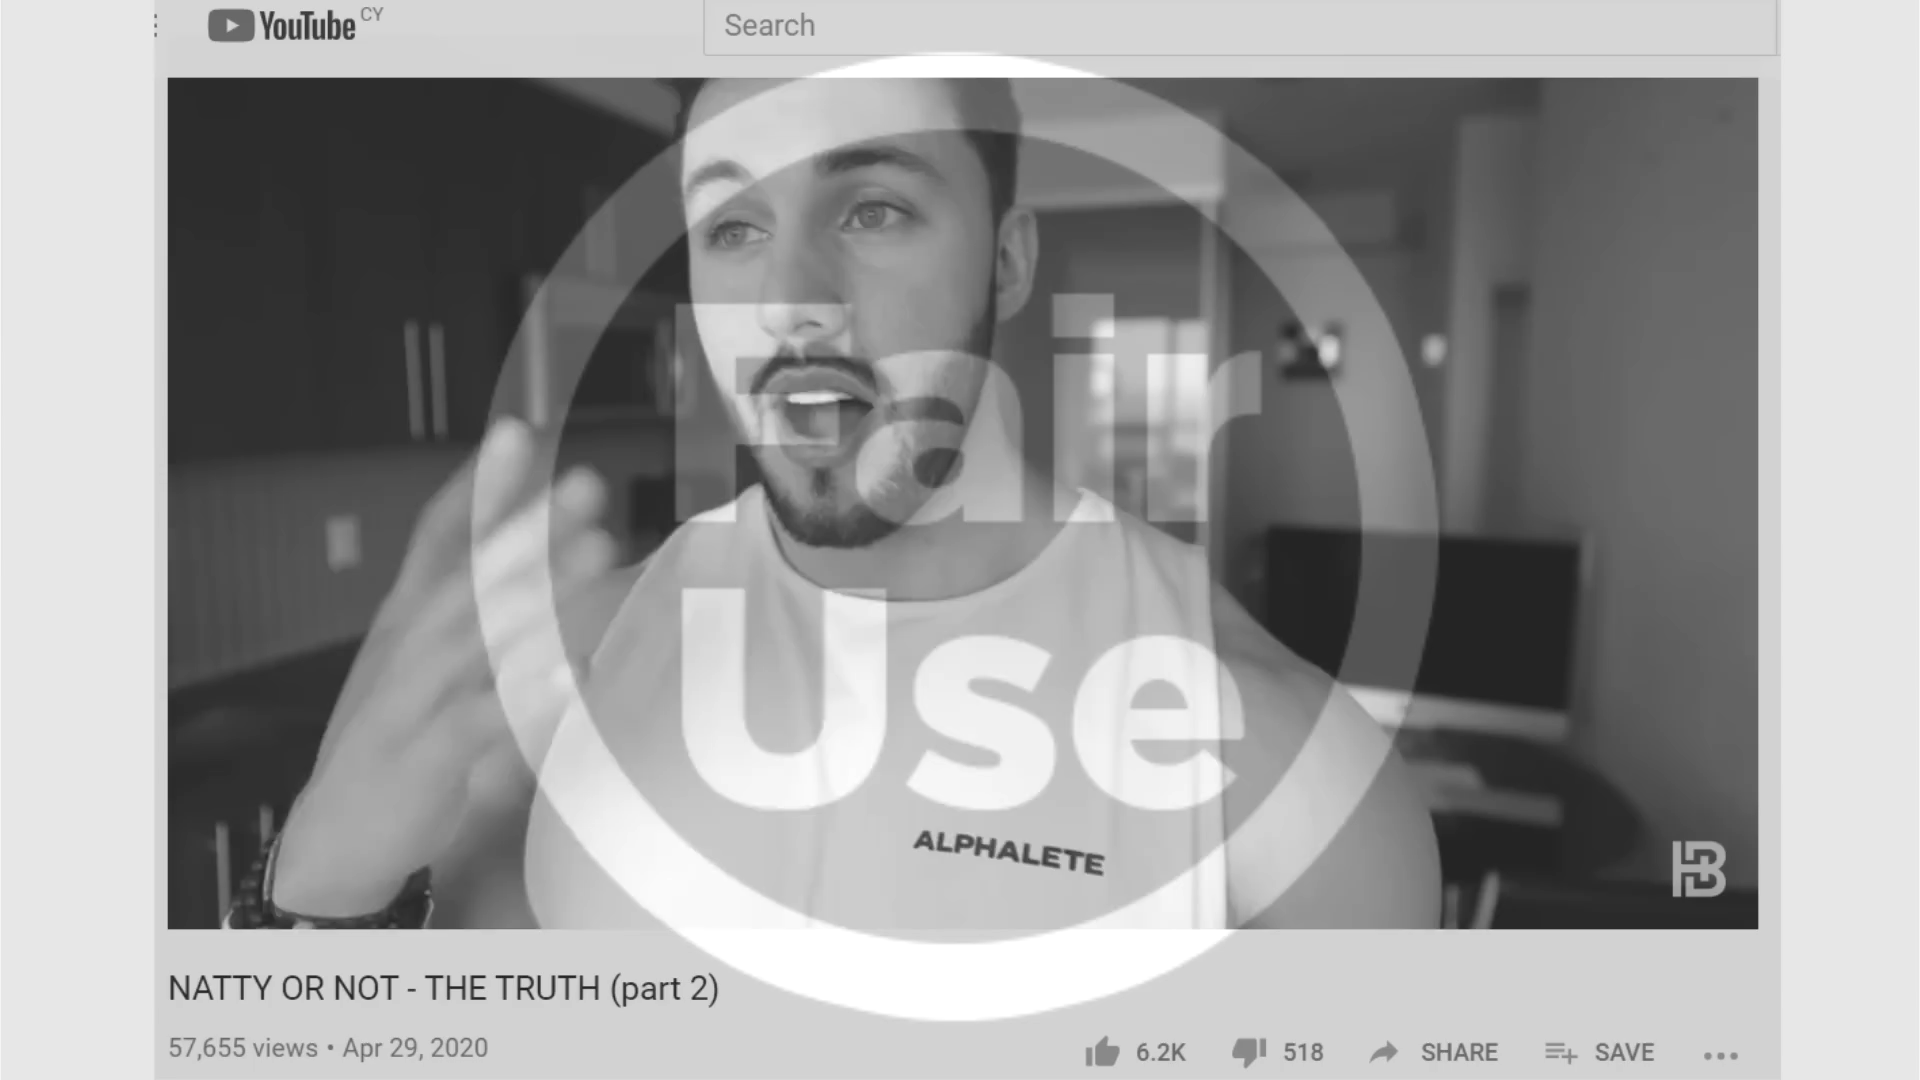 YouTube CY
Search
Fair
Use
ALPHALETE
HB
NATTY OR NOT - THE TRUTH (part 2)
57,655 views • Apr 29, 2020
6.2K
518
SHARE
SAVE